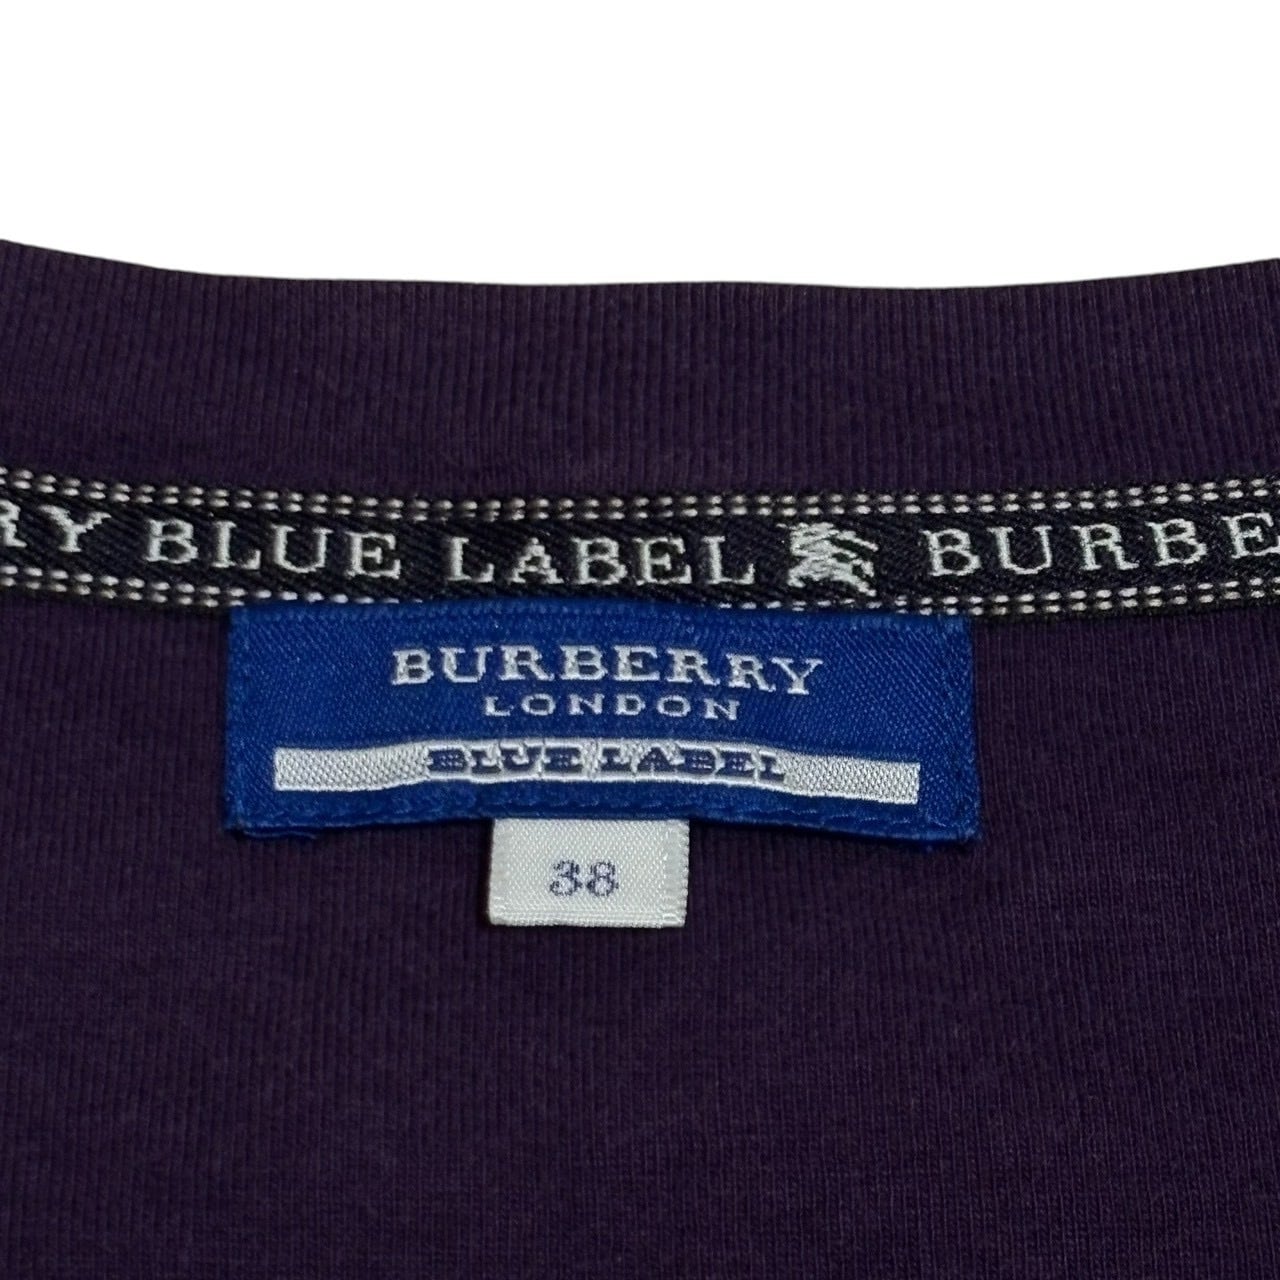 RY BLUE LABEL BURBE
BURBERRY
LONDON
BLUE LABEL
38